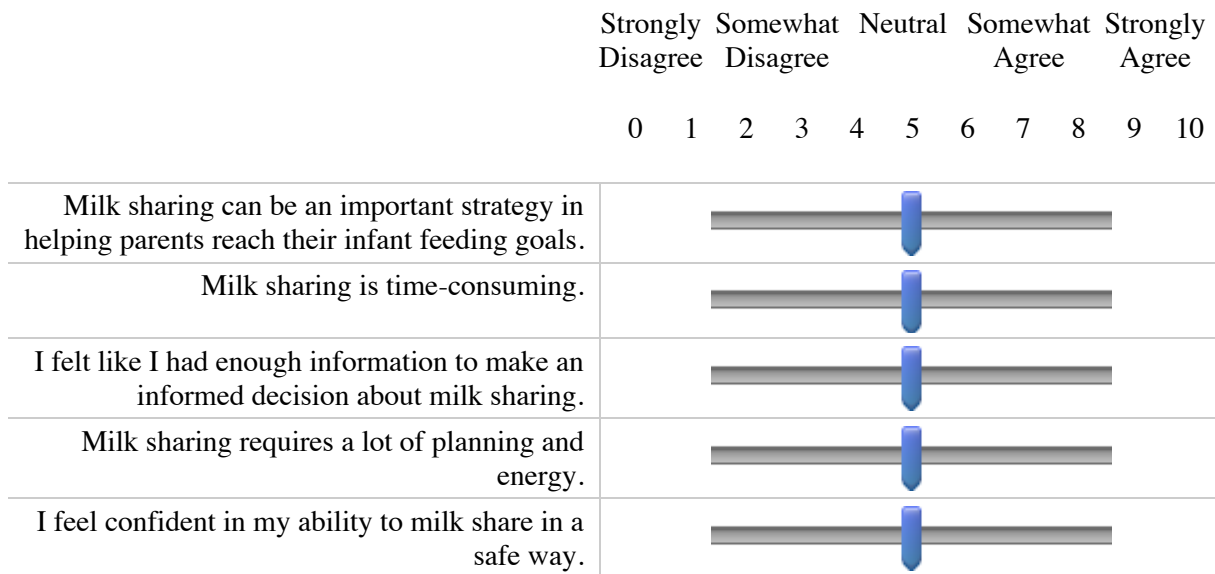 Strongly Somewhat Neutral Somewhat Strongly
Disagree Disagree Agree Agree
0 1 2 3 4 5 6 7 8 9 10
Milk sharing can be an important strategy in
helping parents reach their infant feeding goals.
Milk sharing is time-consuming.
I felt like I had enough information to make an
informed decision about milk sharing.
Milk sharing requires a lot of planning and
energy.
I feel confident in my ability to milk share in a
safe way.